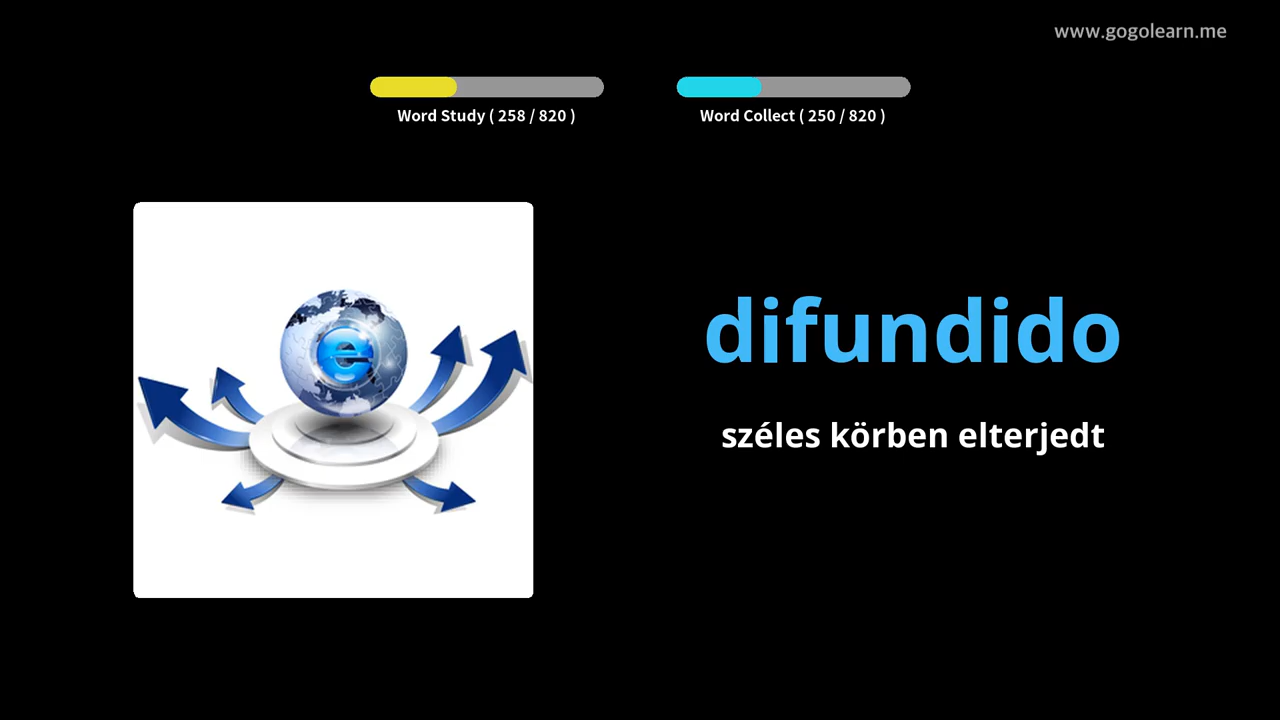 www.gogolearn.me
Word Study ( 258 / 820 )
Word Collect ( 250 / 820 )
e
difundido
széles körben elterjedt